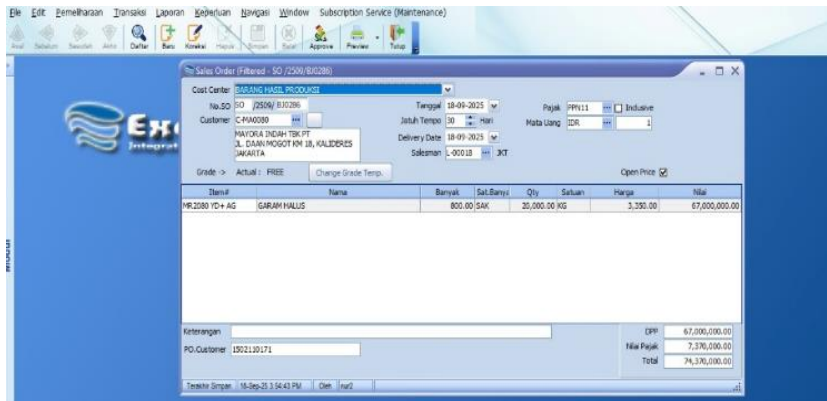 File Edit Pemeliharaan Transaksi Laporan Keperluan Navigasi Window Subscription Service (Maintenance)
Awal Sebelum Sesudah Akhir Daftar Baru Koreksi Hapus Simpan Batal Approve Preview Tutup
Sales Order (Filtered - SO /2509/BJ0286)
Cost Center BARANG HASIL PRODUKSI
No.SO SO /2509/ BJ0286 Tanggal 18-09-2025 Pajak PPN11 Inclusive
Customer C-MA0080 Jatuh Tempo 30 Hari Mata Uang IDR 1
MAYORA INDAH TBK PT Delivery Date 18-09-2025
JL. DAAN MOGOT KM 18, KALIDERES
JAKARTA Salesman L-00018 JKT
Grade -> Actual : FREE Change Grade Temp. Open Price
Item# Nama Banyak Sat.Banya Qty Satuan Harga Nilai
MR2080 YD+ AG GARAM HALUS 800.00 SAK 20,000.00 KG 3,350.00 67,000,000.00
Keterangan DPP 67,000,000.00
PO.Customer 1502110171 Nilai Pajak 7,370,000.00
Total 74,370,000.00
Terakhir Simpan 18-Sep-25 3:54:43 PM Oleh nur2
Exc
Integrat
Modul